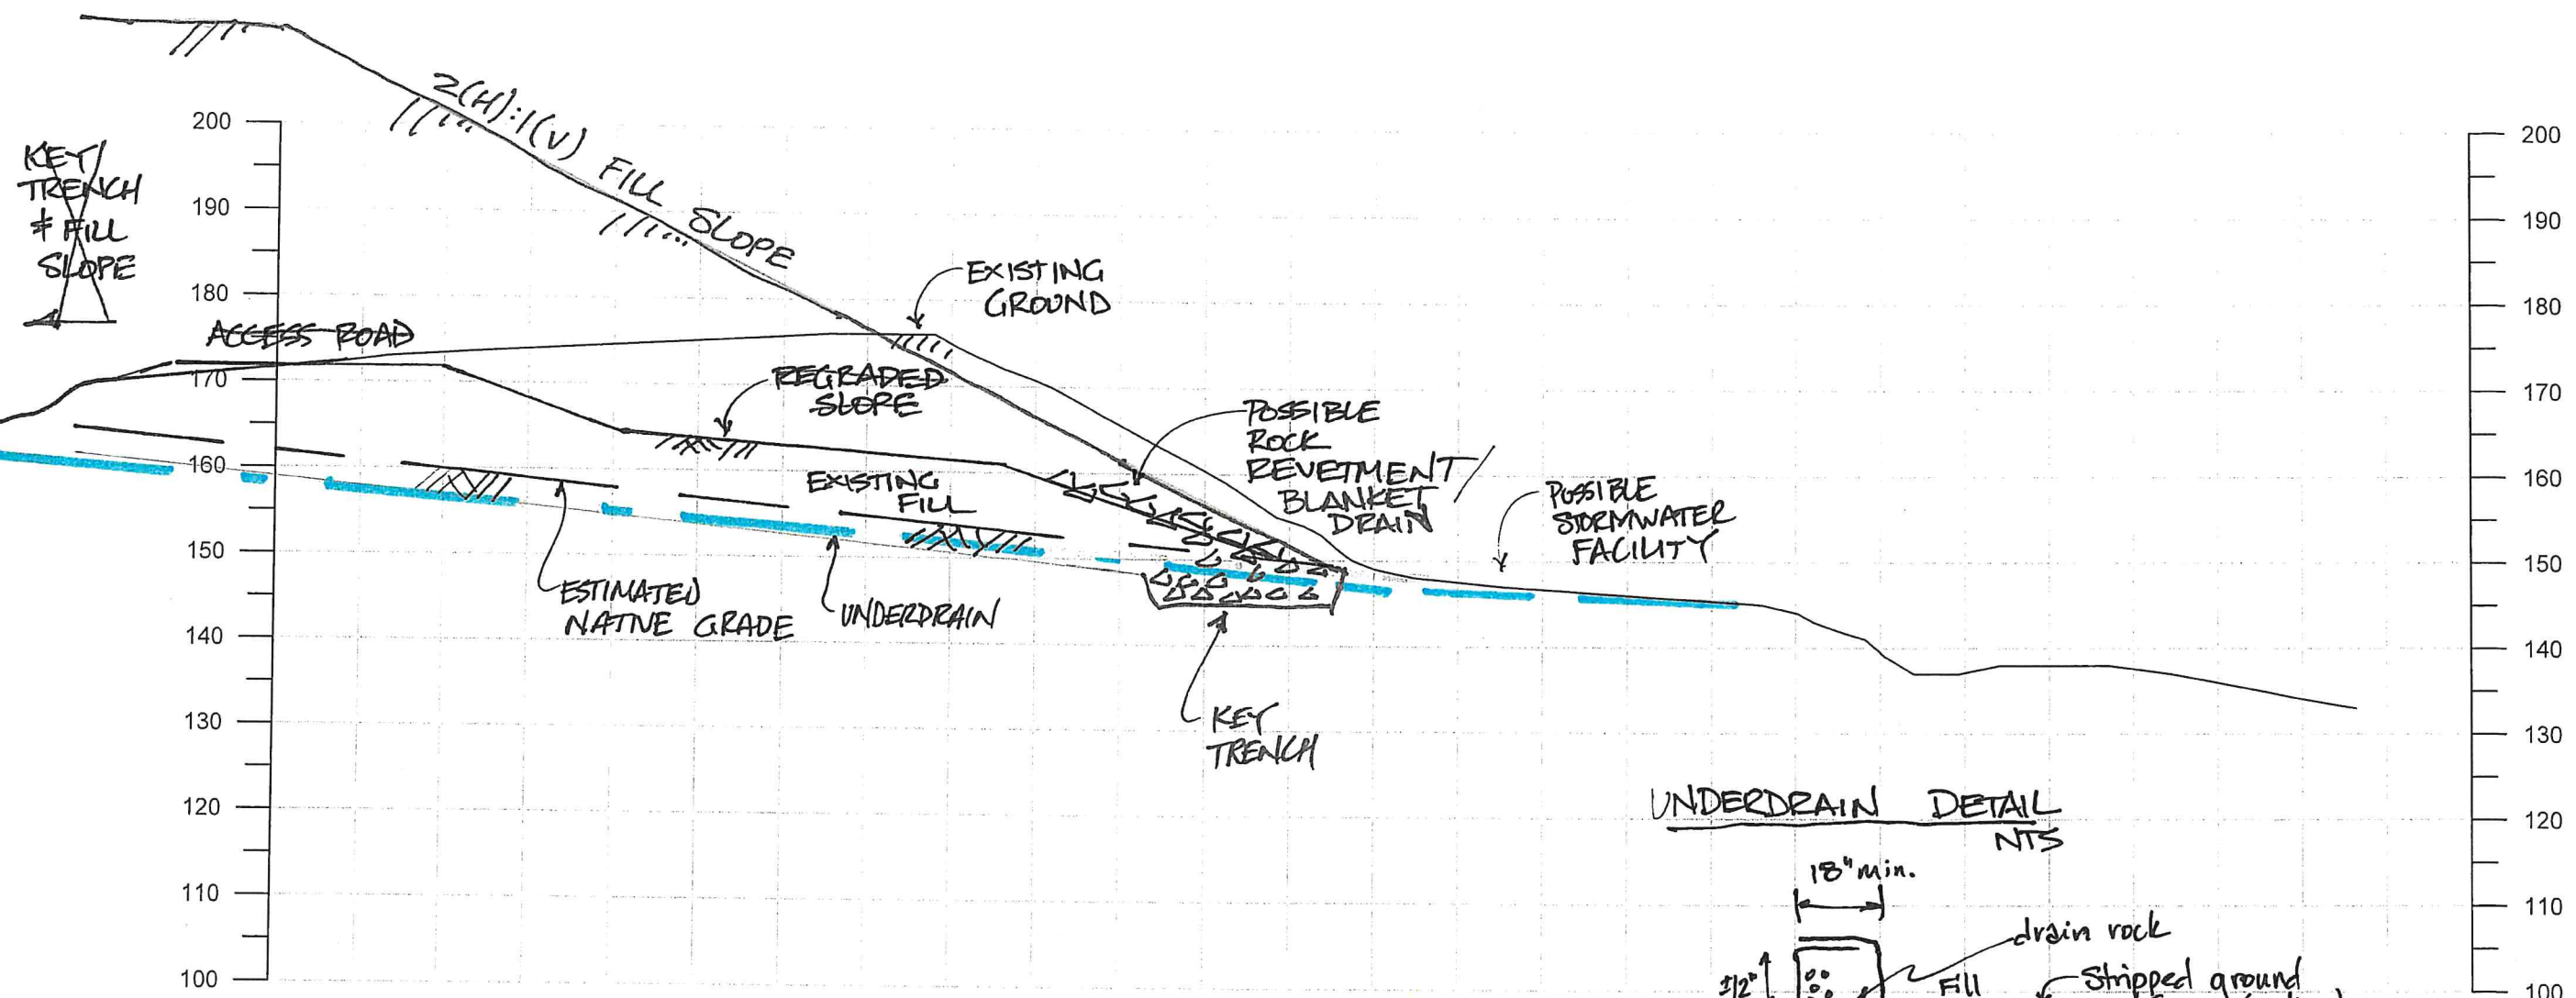 2(H):1(V) FILL SLOPE
200
190
180
170
160
150
140
130
120
110
100
KEY/
TRENCH
& FILL
SLOPE
ACCESS ROAD
EXISTING
GROUND
REGRADED
SLOPE
POSSIBLE
ROCK
REVETMENT/
BLANKET
DRAIN
EXISTING
FILL
POSSIBLE
STORMWATER
FACILITY
ESTIMATED
NATIVE GRADE
UNDERDRAIN
KEY
TRENCH
200
190
180
170
160
150
140
130
120
110
100
UNDERDRAIN DETAIL
NTS
18" min.
drain rock
Fill
Stripped ground